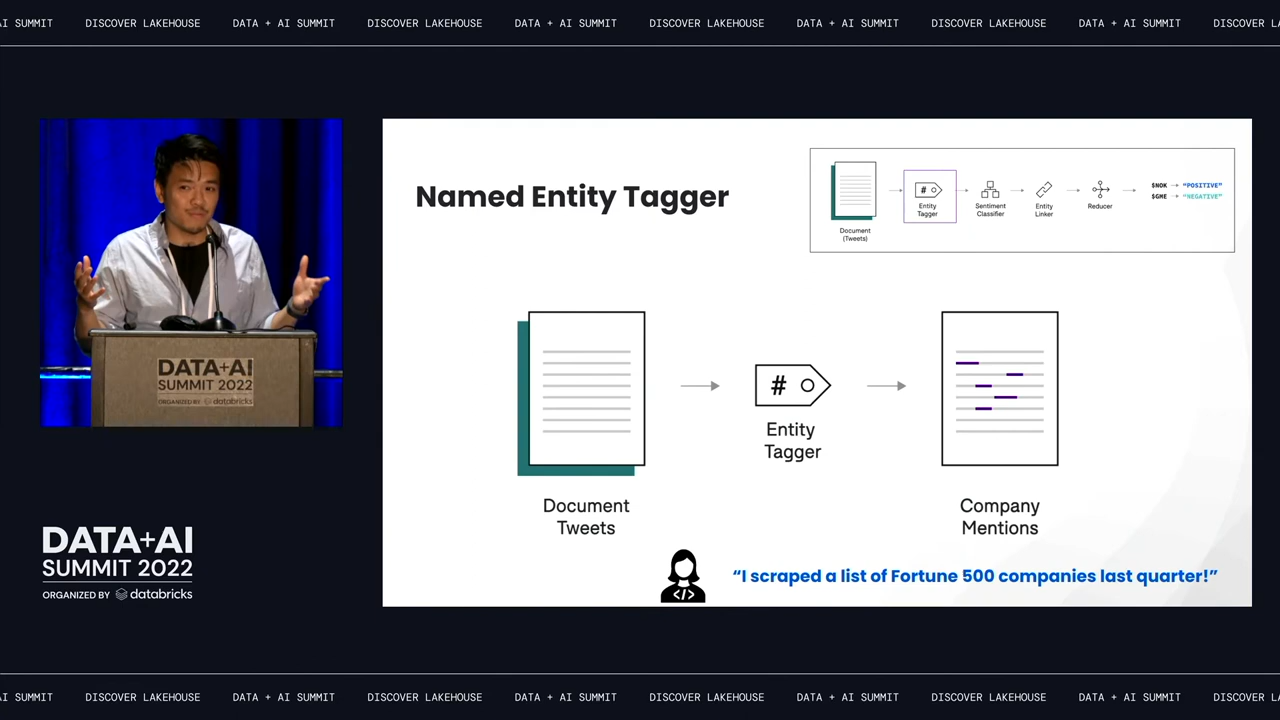 AI SUMMIT DISCOVER LAKEHOUSE DATA + AI SUMMIT DISCOVER LAKEHOUSE DATA + AI SUMMIT DISCOVER LAKEHOUSE DATA + AI SUMMIT DISCOVER LAKEHOUSE DATA + AI SUMMIT DISCOVER LA
Named Entity Tagger
Document
(Tweets)
Entity
Tagger
Sentiment
Classifier
Entity
Linker
Reducer
$NOK → "POSITIVE"
$GME → "NEGATIVE"
#
Entity
Tagger
Document
Tweets
Company
Mentions
</>
“I scraped a list of Fortune 500 companies last quarter!”
DATA+AI
SUMMIT 2022
ORGANIZED BY databricks
DATA+AI
SUMMIT 2022
ORGANIZED BY databricks
AI SUMMIT DISCOVER LAKEHOUSE DATA + AI SUMMIT DISCOVER LAKEHOUSE DATA + AI SUMMIT DISCOVER LAKEHOUSE DATA + AI SUMMIT DISCOVER LAKEHOUSE DATA + AI SUMMIT DISCOVER LA